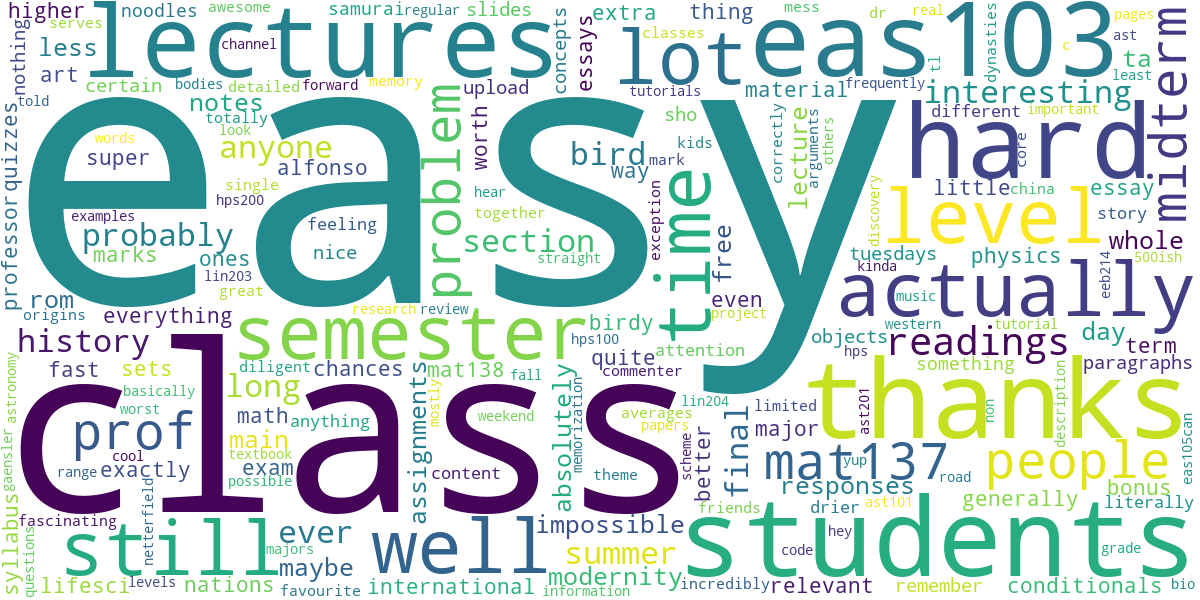 higher
noodles
awesome
samurai
regular
slides
extra
thing
mess
dr
real
pages
serves
nothing
less
art
lectures
channel
concepts
essays
lot
eas103
classes
tl
dynasties
c
ast
ta
least
told
certain
bodies
detailed
forward
memory
upload
tutorials
material
frequently
interesting
notes
totally
easy
problem
worth
sho
correctly
lecture
arguments
others
different
important
core
hard
midterm
words
super
look
anyone
alfonso
bird
way
mark
kids
professor
quizzes
single
hps200
examples
feeling
nice
hear
together
time
exception
discovery
level
little
china
essay
story
probably
marks
ones
lin203
great
section
straight
free
tuesdays
kinda
physics
whole
500ish
eeb214
actually
rom
origins
everything
research
review
even
project
music
western
tutorial
history
semester
hps100
birdy
attention
objects
hps
readings
day
term
something
paragraphs
fast
sets
diligent
chances
mat138
fall
quite
commenter
class
basically
worst
long
math
anything
assignments
mostly
weekend
absolutely
memorization
averages
papers
lin204
limited
major
ast201
thanks
non
description
astronomy
gaensler
prof
cool
range
exactly
main
textbook
exam
possible
content
theme
scheme
better
final
mat137
yup
road
people
eas105can
syllabus
questions
fascinating
netterfield
responses
friends
drier
ast101
generally
bonus
literally
still
majors
ever
maybe
well
impossible
summer
modernity
students
code
hey
grade
lifesci
levels
nations
favourite
international
information
incredibly
relevant
remember
conditionals
bio